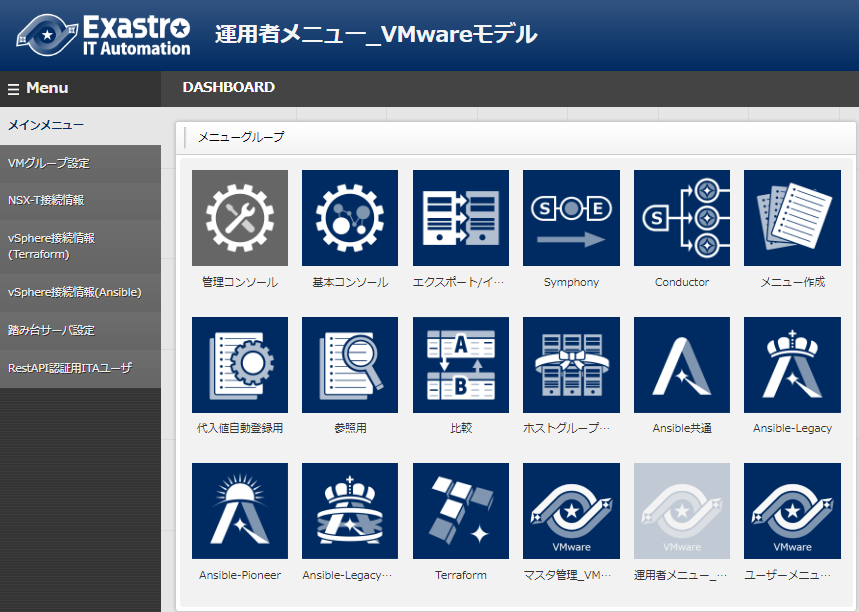 Exastro
IT Automation
運用者メニュー_VMwareモデル
Menu
DASHBOARD
メインメニュー
VMグループ設定
NSX-T接続情報
vSphere接続情報
(Terraform)
vSphere接続情報(Ansible)
踏み台サーバ設定
RestAPI認証用ITAユーザ
メニューグループ
S O E
S
管理コンソール
基本コンソール
エクスポート/イ…
Symphony
Conductor
メニュー作成
A
B
代入値自動登録用
参照用
比較
ホストグループ…
Ansible共通
Ansible-Legacy
VMware
VMware
VMware
Ansible-Pioneer
Ansible-Legacy…
Terraform
マスタ管理_VM…
運用者メニュー_…
ユーザーメニュ…